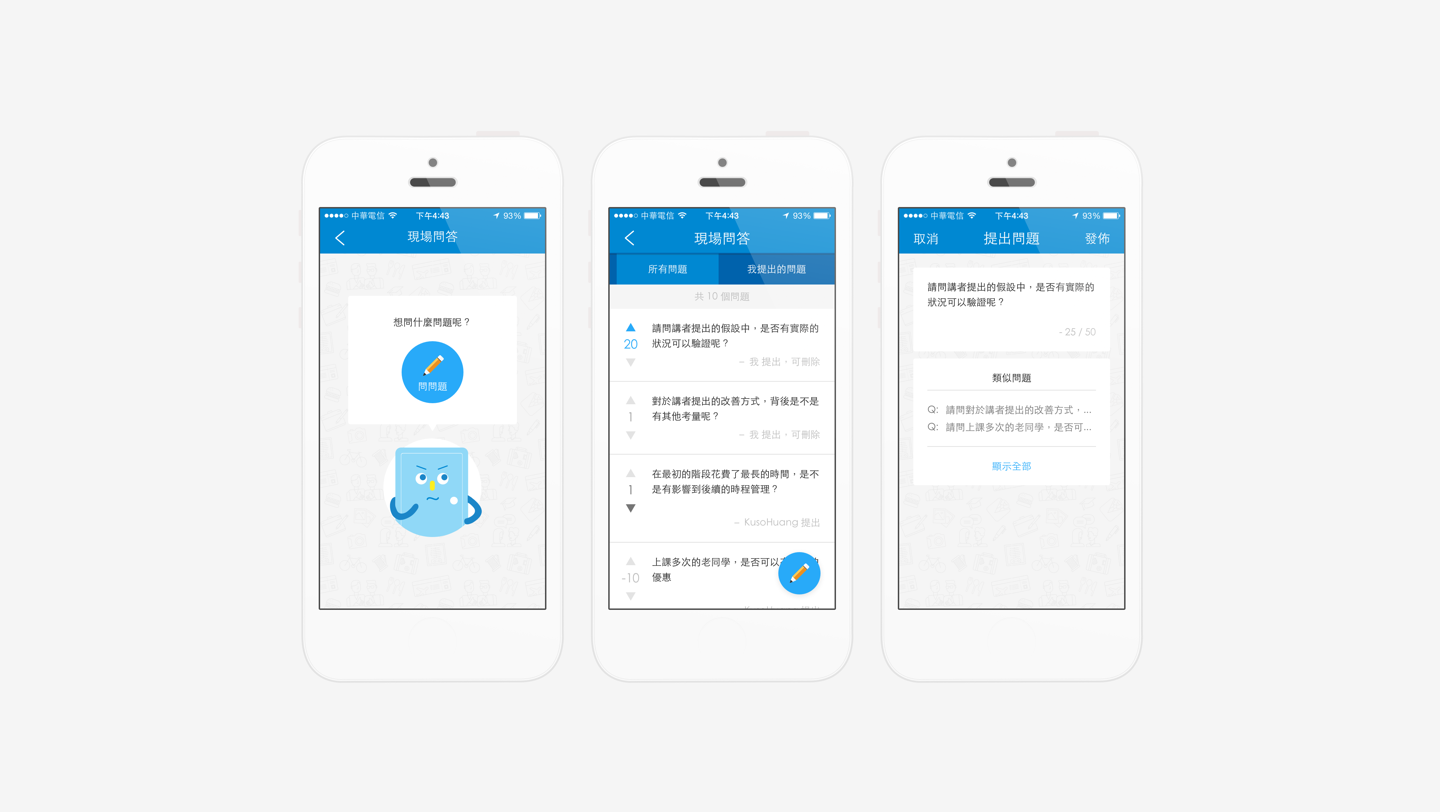 中華電信 下午4:43 93%
現場問答
想問什麼問題呢？
問問題
中華電信 下午4:43 93%
現場問答
所有問題 我提出的問題
共 10 個問題
請問講者提出的假設中，是否有實際的
20 狀況可以驗證呢？
– 我 提出，可刪除
對於講者提出的改善方式，背後是不是
1 有其他考量呢？
– 我 提出，可刪除
在最初的階段花費了最長的時間，是不
1 是有影響到後續的時程管理？
– KusoHuang 提出
上課多次的老同學，是否可以
-10 優惠
中華電信 下午4:43 93%
取消 提出問題 發佈
請問講者提出的假設中，是否有實際的
狀況可以驗證呢？
- 25 / 50
類似問題
Q: 請問對於講者提出的改善方式，...
Q: 請問上課多次的老同學，是否可...
顯示全部